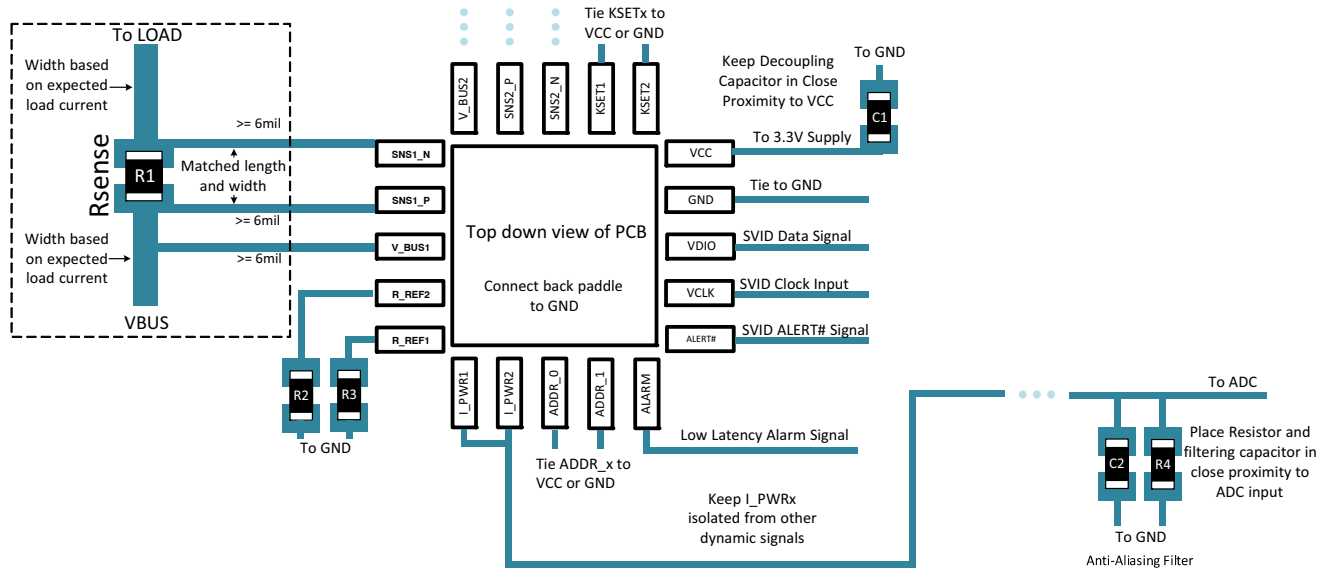 To LOAD
Width based
on expected
load current
>= 6mil
Rsense
R1
Matched length
and width
>= 6mil
Width based
on expected
load current
>= 6mil
VBUS
Tie KSETx to
VCC or GND
V_BUS2
SNS2_P
SNS2_N
KSET1
KSET2
Keep Decoupling
Capacitor in Close
Proximity to VCC
To GND
C1
SNS1_N
SNS1_P
V_BUS1
R_REF2
R_REF1
Top down view of PCB
Connect back paddle
to GND
VCC
To 3.3V Supply
GND
Tie to GND
VDIO
SVID Data Signal
VCLK
SVID Clock Input
ALERT#
SVID ALERT# Signal
R2
R3
To GND
I_PWR1
I_PWR2
ADDR_0
ADDR_1
ALARM
Low Latency Alarm Signal
Tie ADDR_x to
VCC or GND
Keep I_PWRx
isolated from other
dynamic signals
To ADC
C2
R4
Place Resistor and
filtering capacitor in
close proximity to
ADC input
To GND
Anti-Aliasing Filter